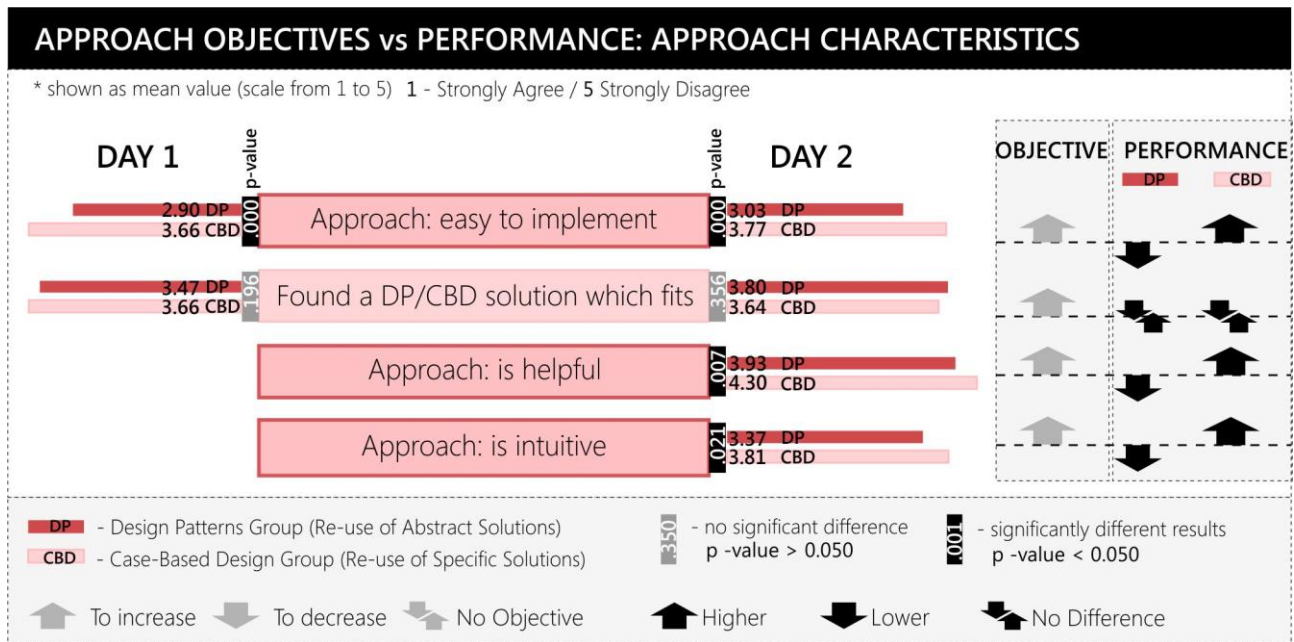 APPROACH OBJECTIVES vs PERFORMANCE: APPROACH CHARACTERISTICS
* shown as mean value (scale from 1 to 5) 1 - Strongly Agree / 5 Strongly Disagree
DAY 1
p-value
p-value
DAY 2
OBJECTIVE
PERFORMANCE
DP
CBD
2.90 DP
3.66 CBD
.000
Approach: easy to implement
.000
3.03 DP
3.77 CBD
3.47 DP
3.66 CBD
.196
Found a DP/CBD solution which fits
.356
3.80 DP
3.64 CBD
Approach: is helpful
.007
3.93 DP
4.30 CBD
Approach: is intuitive
.021
3.37 DP
3.81 CBD
DP - Design Patterns Group (Re-use of Abstract Solutions)
CBD - Case-Based Design Group (Re-use of Specific Solutions)
.350
- no significant difference
p -value > 0.050
.001
- significantly different results
p -value < 0.050
To increase To decrease No Objective Higher Lower No Difference